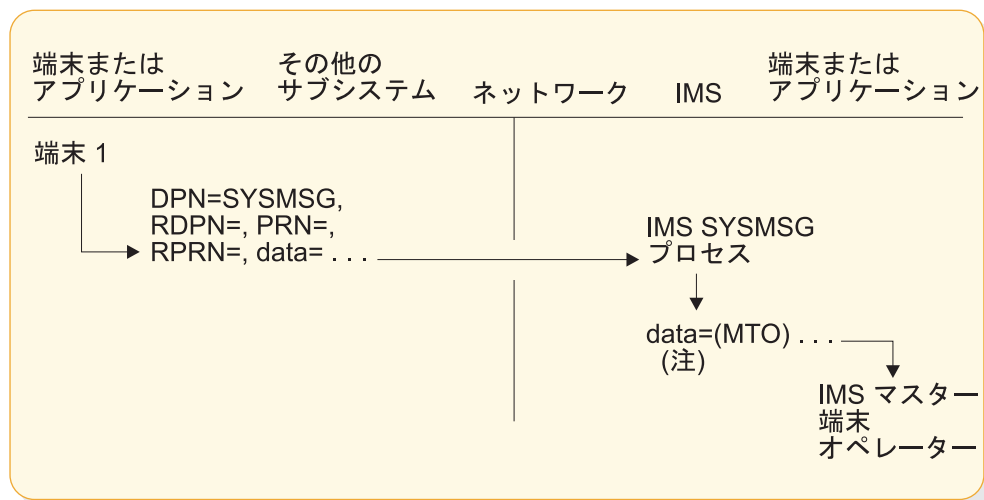 端末または
アプリケーション
その他の
サブシステム
ネットワーク
IMS
端末または
アプリケーション
端末 1
DPN=SYSMSG,
RDPN=, PRN=,
RPRN=, data= . . .
IMS SYSMSG
プロセス
data=(MTO) . . .
(注)
IMS マスター
端末
オペレーター